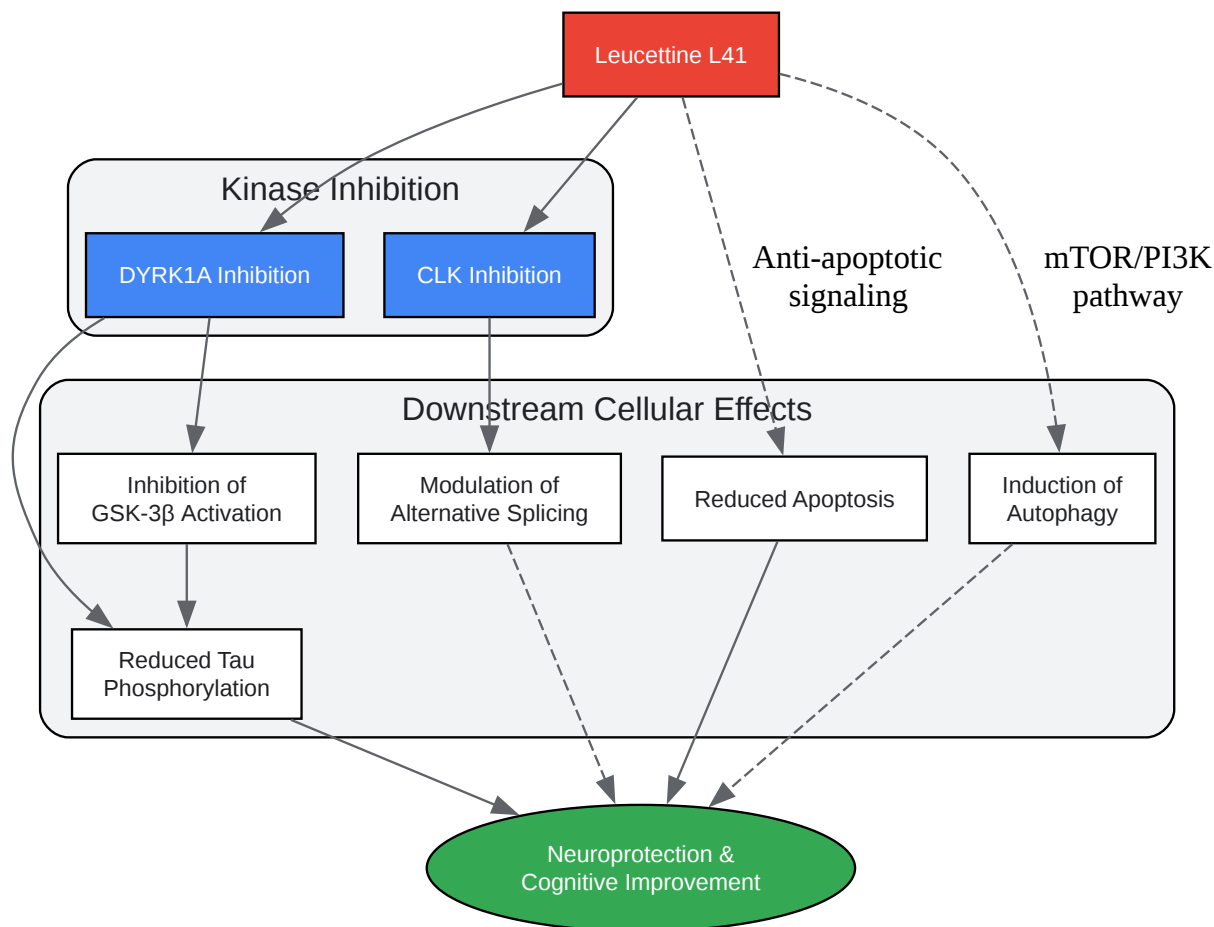 Leucettine L41
Kinase Inhibition
DYRK1A Inhibition
CLK Inhibition
Anti-apoptotic
signaling
mTOR/PI3K
pathway
Downstream Cellular Effects
Inhibition of
GSK-3β Activation
Modulation of
Alternative Splicing
Reduced Apoptosis
Induction of
Autophagy
Reduced Tau
Phosphorylation
Neuroprotection &
Cognitive Improvement